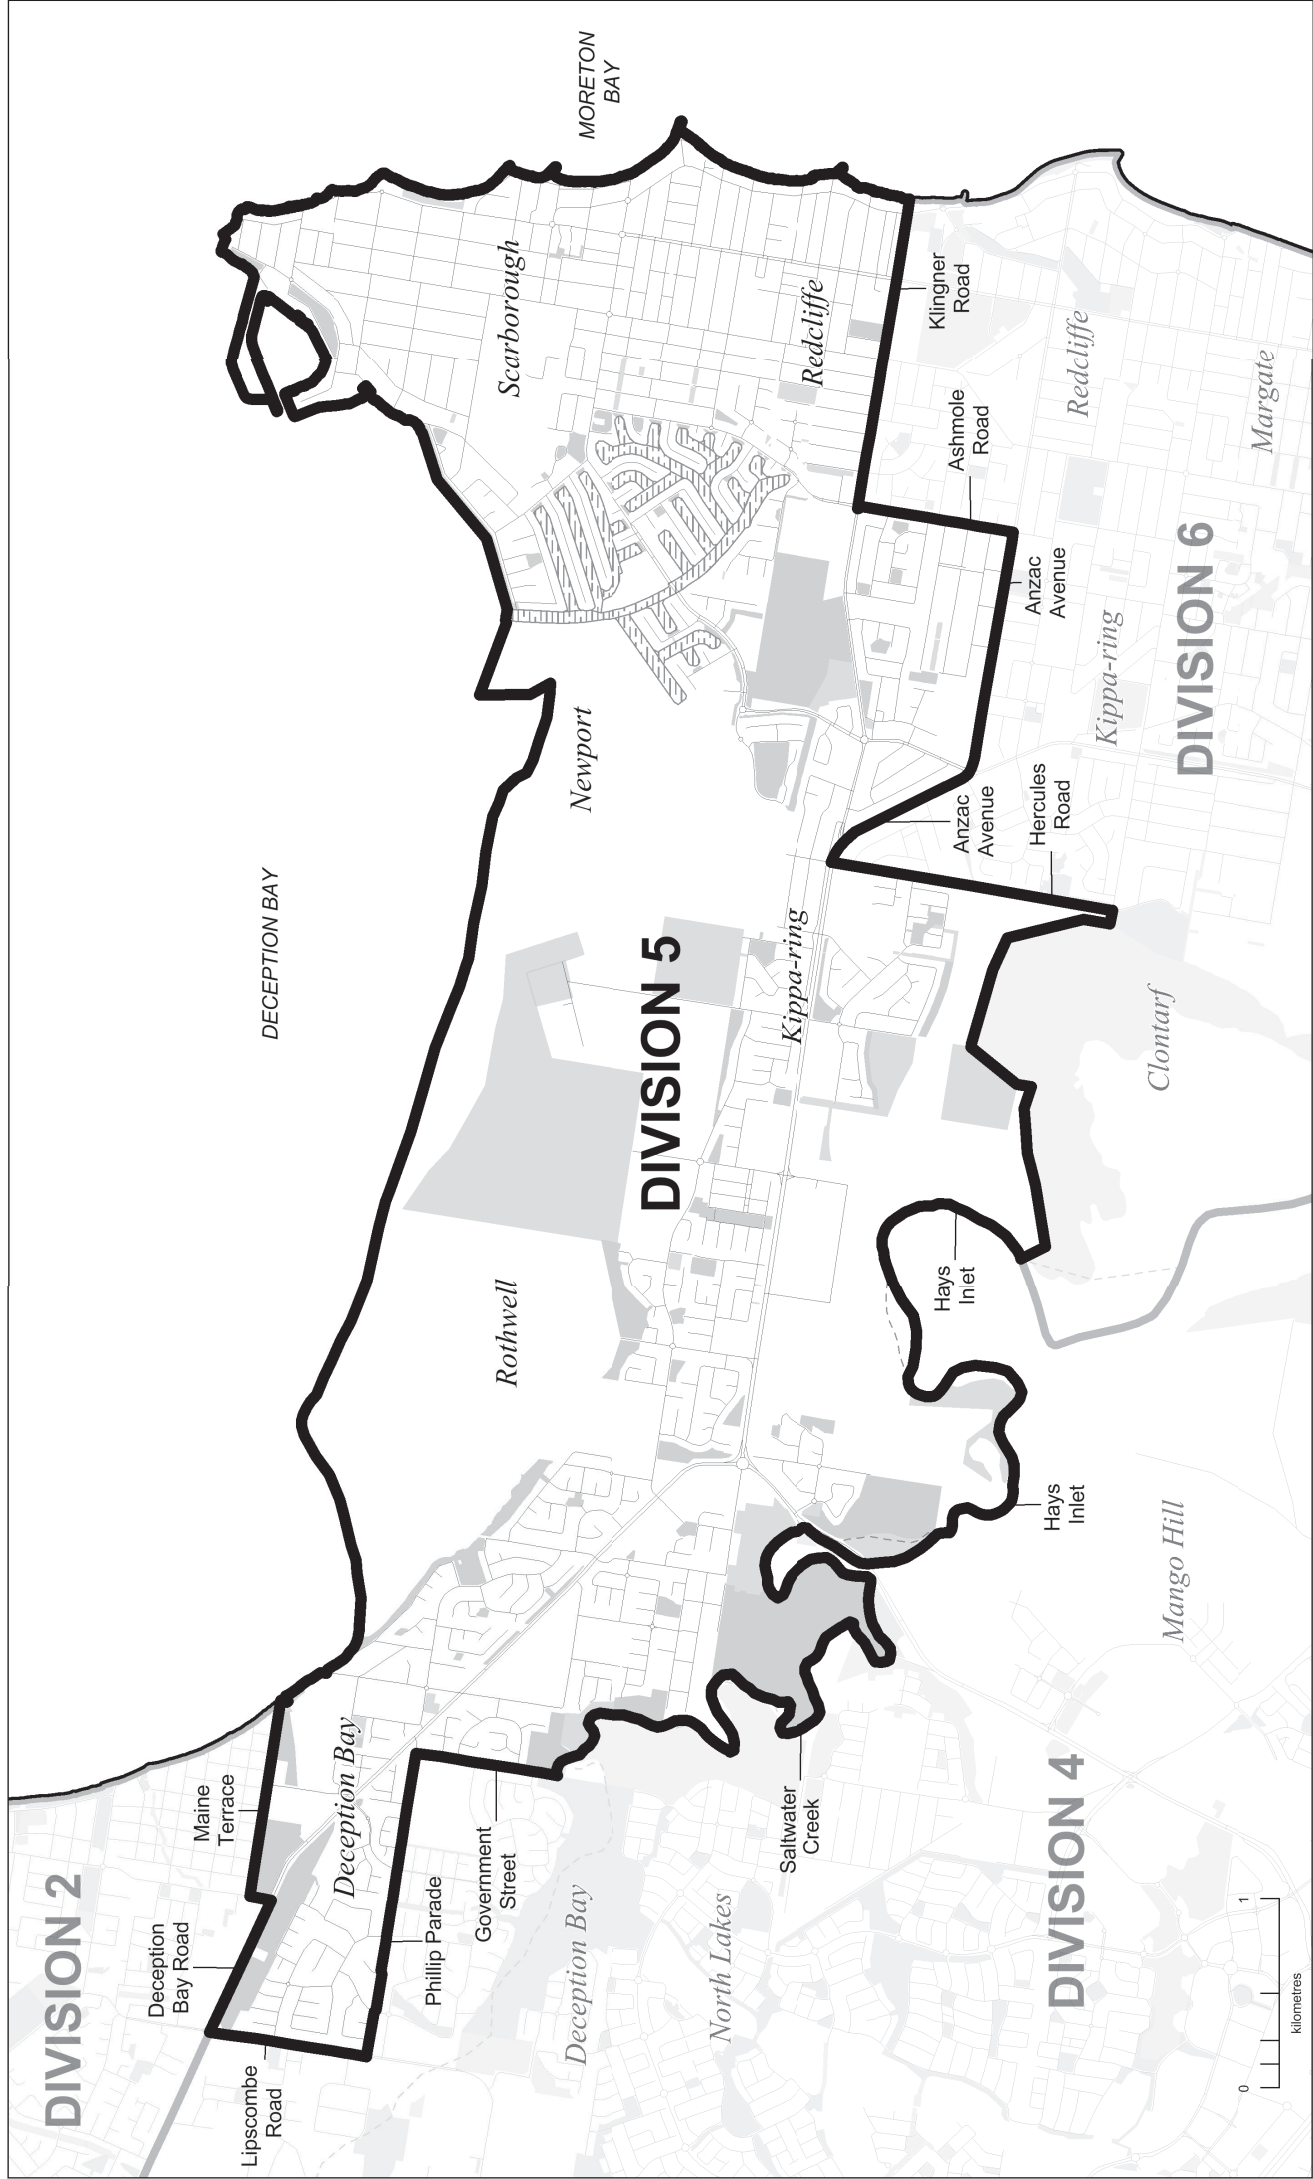 DIVISION 2
Deception
Bay Road
Lipscombe
Road
Maine
Terrace
Deception Bay
Phillip Parade
Government
Street
Deception Bay
North Lakes
Saltwater
Creek
DIVISION 4
Mango Hill
Hays
Inlet
Hays
Inlet
Rothwell
DECEPTION BAY
DIVISION 5
Kippa-ring
Clontarf
Newport
Hercules
Road
Anzac
Avenue
Kippa-ring
DIVISION 6
Anzac
Avenue
Ashmole
Road
Scarborough
Redcliffe
Klingner
Road
Redcliffe
Margate
MORETON
BAY
0
1
kilometres